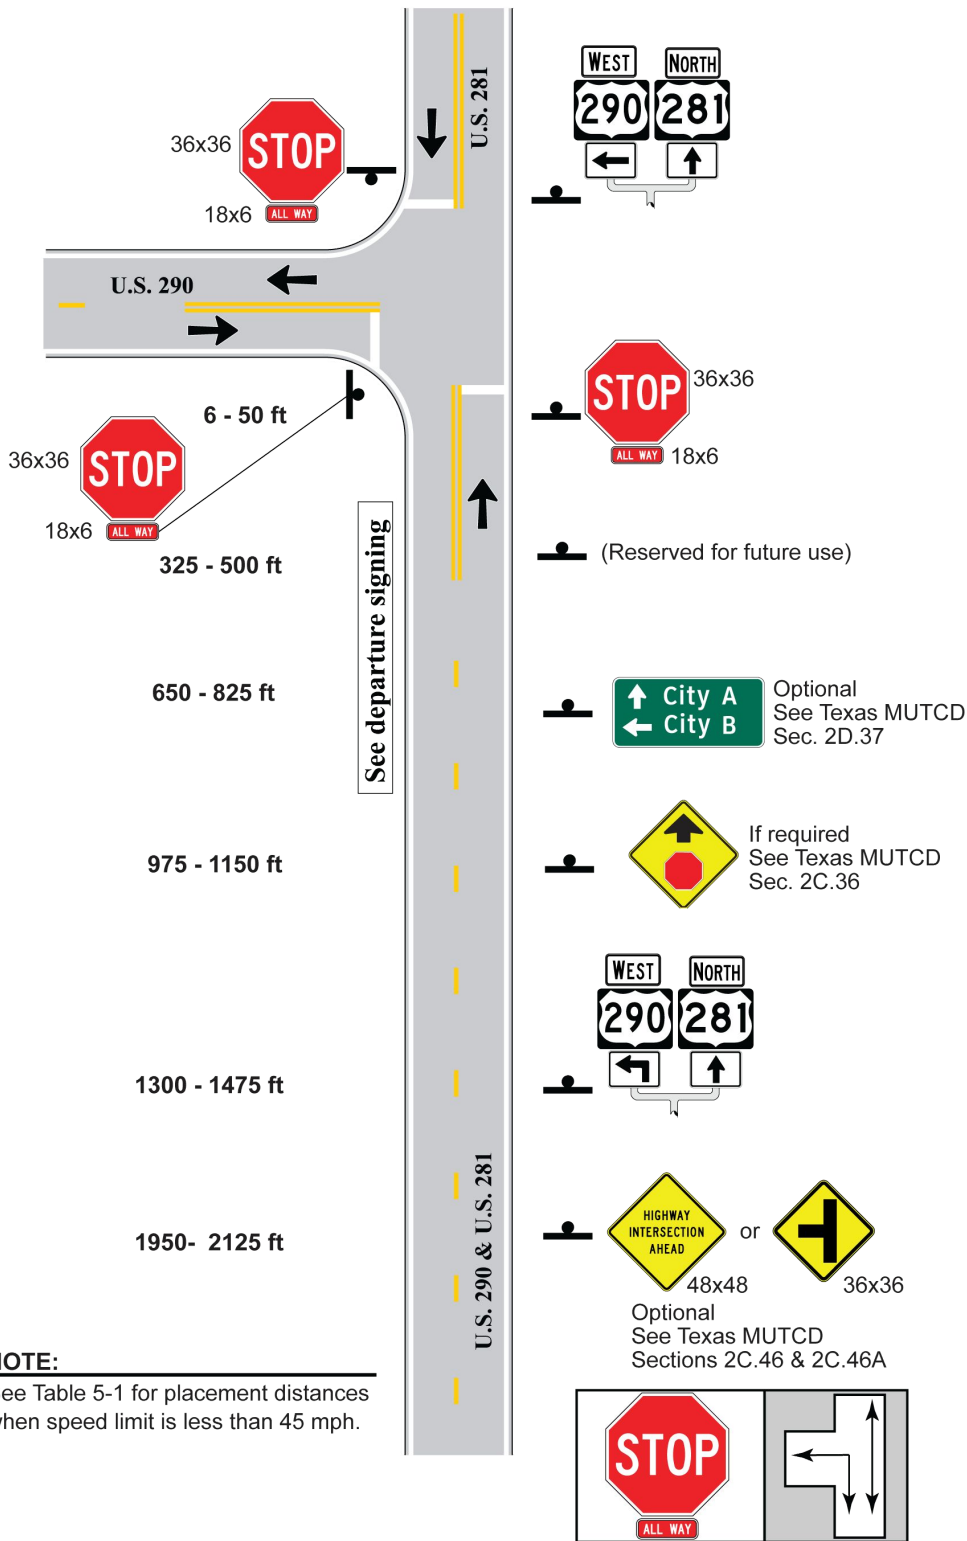 WEST NORTH
290 281
U.S. 281
36x36
STOP
18x6
ALL WAY
U.S. 290
STOP
36x36
ALL WAY
18x6
6 - 50 ft
36x36
STOP
18x6
ALL WAY
325 - 500 ft
(Reserved for future use)
See departure signing
650 - 825 ft
City A
City B
Optional
See Texas MUTCD
Sec. 2D.37
975 - 1150 ft
If required
See Texas MUTCD
Sec. 2C.36
WEST NORTH
290 281
1300 - 1475 ft
U.S. 290 & U.S. 281
1950- 2125 ft
HIGHWAY
INTERSECTION
AHEAD
or
48x48
36x36
Optional
See Texas MUTCD
Sections 2C.46 & 2C.46A
OTE:
ee Table 5-1 for placement distances
hen speed limit is less than 45 mph.
STOP
ALL WAY